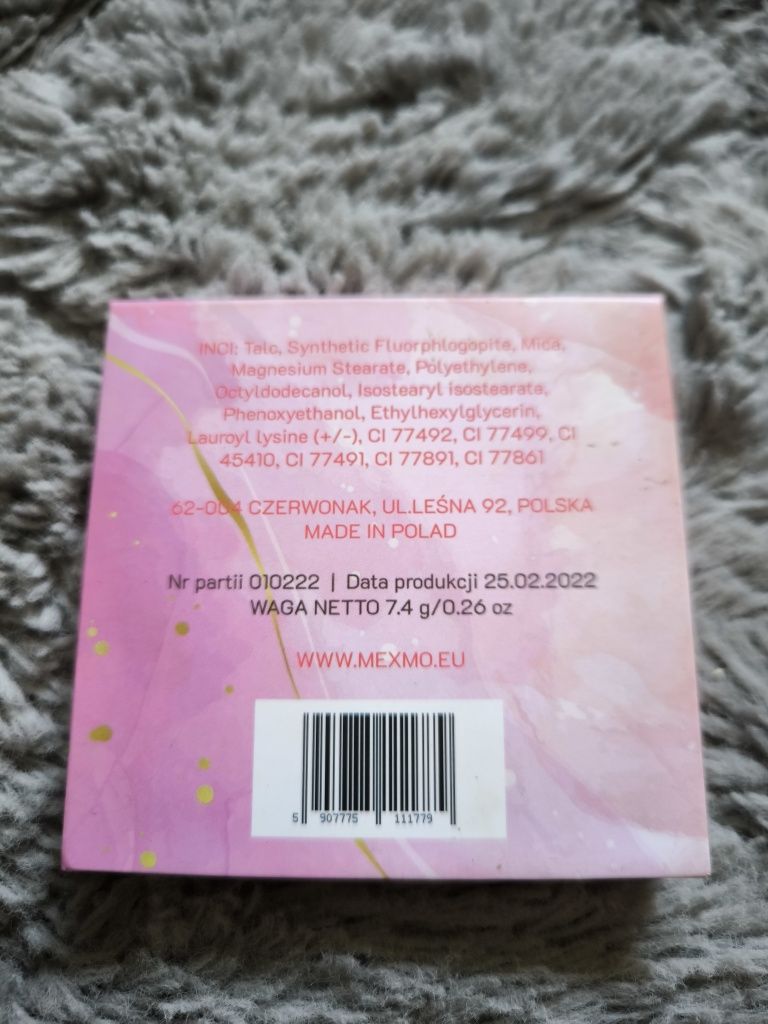 INCI: Talc, Synthetic Fluorphlogopite, Mica,
Magnesium Stearate, Polyethylene,
Octyldodecanol, Isostearyl isostearate,
Phenoxyethanol, Ethylhexylglycerin,
Lauroyl lysine (+/-), CI 77492, CI 77499, CI
45410, CI 77491, CI 77891, CI 77861
62-004 CZERWONAK, UL.LEŚNA 92, POLSKA
MADE IN POLAD
Nr partii 010222 | Data produkcji 25.02.2022
WAGA NETTO 7.4 g/0.26 oz
WWW.MEXMO.EU
5 907775 111779